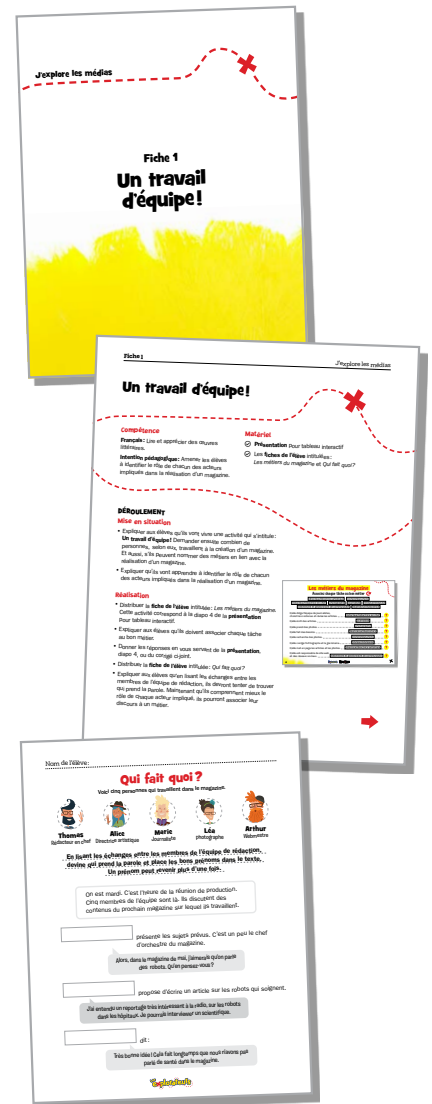 J'explore les médias
Fiche 1
Un travail
d'équipe!
Fiche 1
J'explore les médias
Un travail d'équipe!
Compétence
Français : Lire et apprécier des œuvres
littéraires.
Intention pédagogique : Amener les élèves
à identifier le rôle de chacun des acteurs
impliqués dans la réalisation d'un magazine.
Matériel
Présentation pour tableau interactif
Les fiches de l'élève intitulées :
Les métiers du magazine et Qui fait quoi?
DÉROULEMENT
Mise en situation
• Expliquer aux élèves qu'ils vont vivre une activité qui s'intitule :
Un travail d'équipe! Demander ensuite combien de
personnes, selon eux, travaillent à la création d'un magazine.
Et aussi, s'ils peuvent nommer des métiers en lien avec la
réalisation d'un magazine.
• Expliquer qu'ils vont apprendre à identifier le rôle de chacun
des acteurs impliqués dans la réalisation d'un magazine.
Réalisation
• Distribuer la fiche de l'élève intitulée : Les métiers du magazine.
Cette activité correspond à la diapo 4 de la présentation
pour tableau interactif.
• Expliquer aux élèves qu'ils doivent associer chaque tâche
au bon métier.
• Donner les réponses en vous servant de la présentation,
diapo 4, ou du corrigé ci-joint.
• Distribuer la fiche de l'élève intitulée : Qui fait quoi?
• Expliquer aux élèves qu'en lisant les échanges entre les
membres de l'équipe de rédaction, ils devront tenter de trouver
qui prend la parole. Maintenant qu'ils comprennent mieux le
rôle de chaque acteur impliqué, ils pourront associer leur
discours à un métier.
Les métiers du magazine
Associe chaque tâche au bon métier.
Nom de l'élève :
Qui fait quoi?
Voici cinq personnes qui travaillent dans le magazine.
Thomas
Rédacteur en chef
Alice
Directrice artistique
Marie
Journaliste
Léa
photographe
Arthur
Webmestre
En lisant les échanges entre les membres de l'équipe de rédaction,
devine qui prend la parole et place les bons prénoms dans le texte.
Un prénom peut revenir plus d'une fois.
On est mardi. C'est l'heure de la réunion de production.
Cinq membres de l'équipe sont là. Ils discutent des
contenus du prochain magazine sur lequel ils travaillent.
présente les sujets prévus. C'est un peu le chef
d'orchestre du magazine.
Alors, dans le magazine de mai, j'aimerais qu'on parle
des robots. Qu'en pensez-vous?
propose d'écrire un article sur les robots qui soignent.
J'ai entendu un reportage très intéressant à la radio, sur les robots
dans les hôpitaux. Je pourrais interviewer un scientifique.
dit :
Très bonne idée! Cela fait longtemps que nous n'avons pas
parlé de santé dans le magazine.
Explorateurs